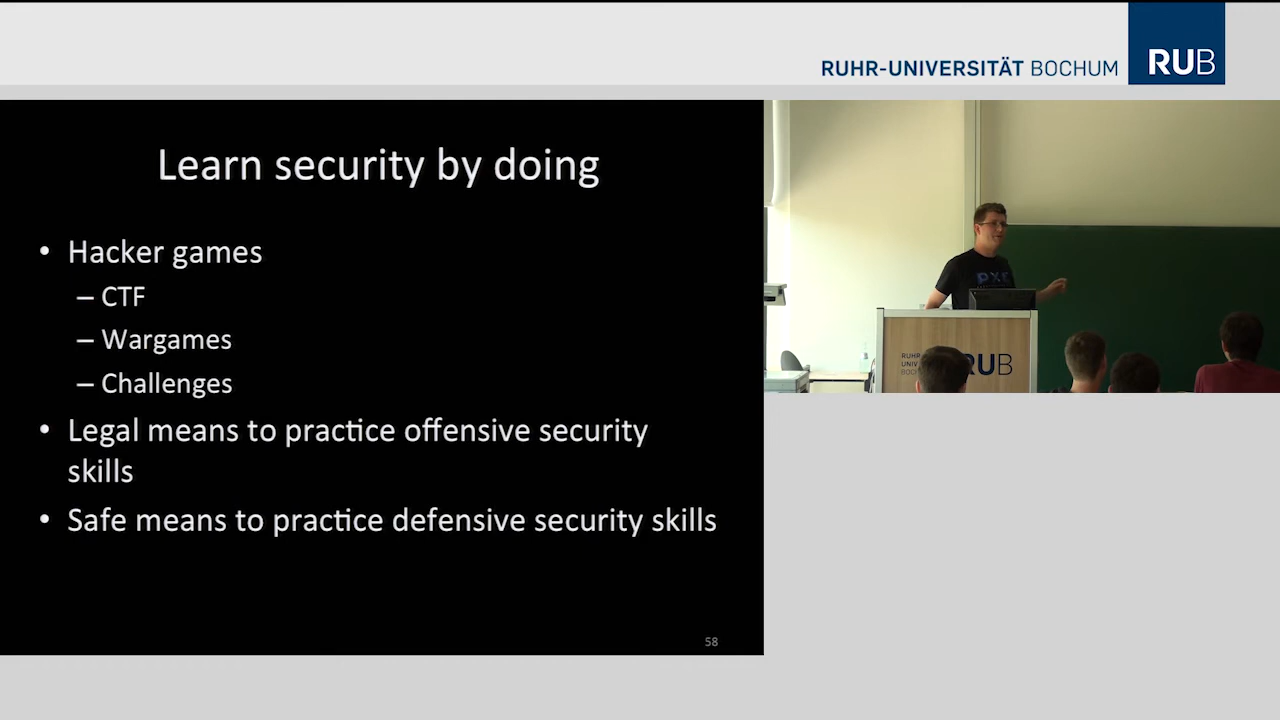 RUHR-UNIVERSITÄT BOCHUM
RUB
Learn security by doing
• Hacker games
– CTF
– Wargames
– Challenges
• Legal means to practice offensive security
skills
• Safe means to practice defensive security skills
58
RUB